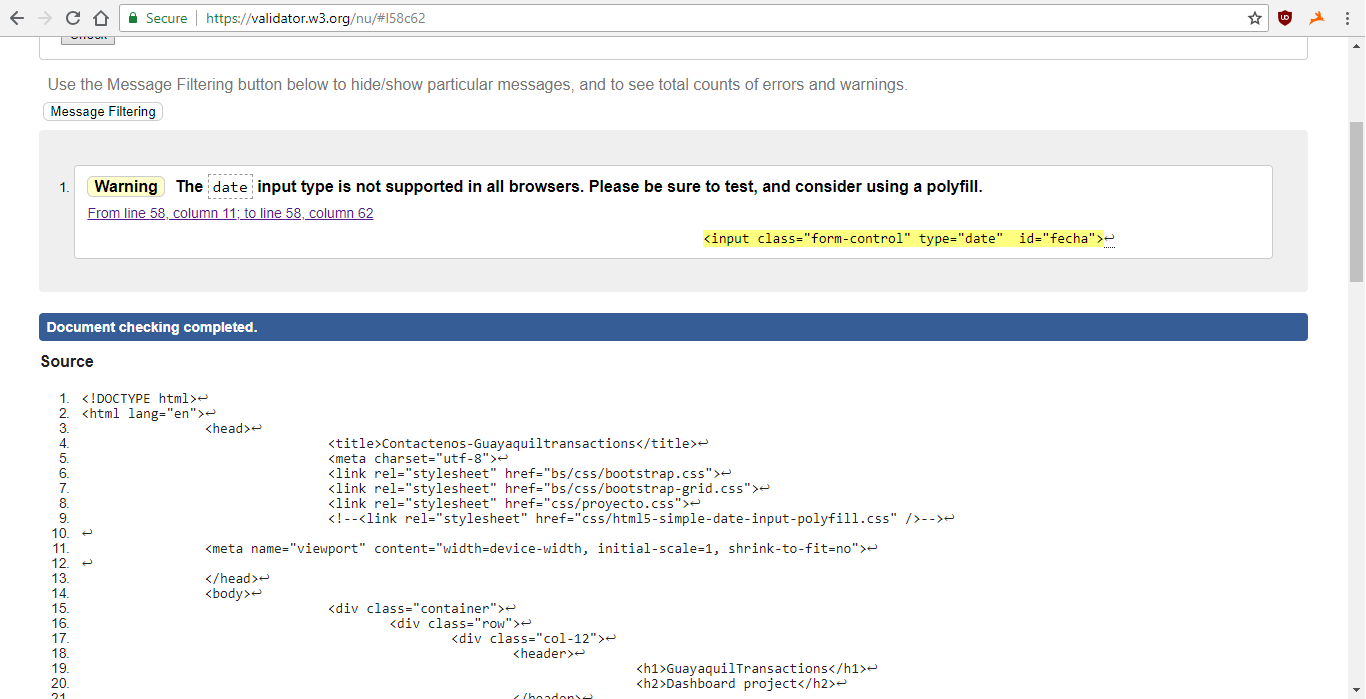 Secure https://validator.w3.org/nu/#l58c62
Check
Use the Message Filtering button below to hide/show particular messages, and to see total counts of errors and warnings.
Message Filtering
1. Warning The date input type is not supported in all browsers. Please be sure to test, and consider using a polyfill.
From line 58, column 11; to line 58, column 62
<input class="form-control" type="date"  id="fecha">↩
Document checking completed.
Source
1. <!DOCTYPE html>↩
2. <html lang="en">↩
3. <head>↩
4. <title>Contactenos-Guayaquiltransactions</title>↩
5. <meta charset="utf-8">↩
6. <link rel="stylesheet" href="bs/css/bootstrap.css">↩
7. <link rel="stylesheet" href="bs/css/bootstrap-grid.css">↩
8. <link rel="stylesheet" href="css/proyecto.css">↩
9. <!--<link rel="stylesheet" href="css/html5-simple-date-input-polyfill.css" />-->↩
10. ↩
11. <meta name="viewport" content="width=device-width, initial-scale=1, shrink-to-fit=no">↩
12. ↩
13. </head>↩
14. <body>↩
15. <div class="container">↩
16. <div class="row">↩
17. <div class="col-12">↩
18. <header>↩
19. <h1>GuayaquilTransactions</h1>↩
20. <h2>Dashboard project</h2>↩
21. </header>↩